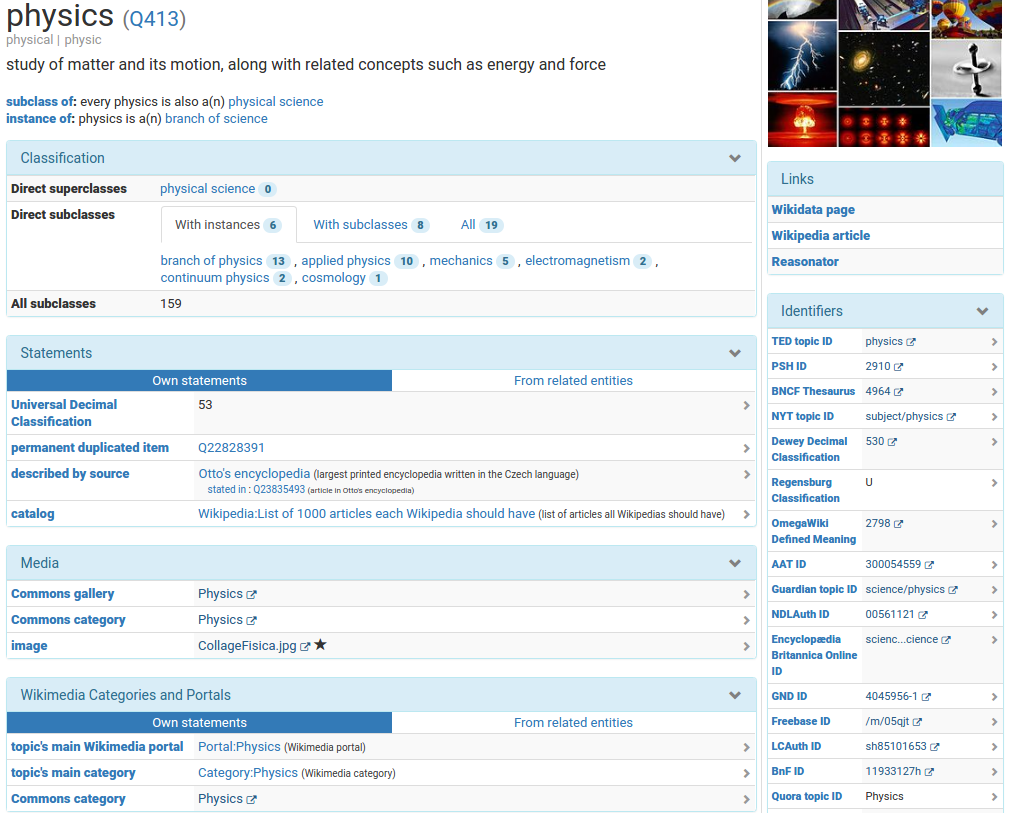 physics (Q413)
physical | physic
study of matter and its motion, along with related concepts such as energy and force
subclass of: every physics is also a(n) physical science
instance of: physics is a(n) branch of science
Classification
Direct superclasses physical science 0
Direct subclasses With instances 6 With subclasses 8 All 19
branch of physics 13 , applied physics 10 , mechanics 5 , electromagnetism 2 ,
continuum physics 2 , cosmology 1
All subclasses 159
Statements
Own statements From related entities
Universal Decimal 53
Classification
permanent duplicated item Q22828391
described by source Otto's encyclopedia (largest printed encyclopedia written in the Czech language)
stated in : Q23835493 (article in Otto's encyclopedia)
catalog Wikipedia:List of 1000 articles each Wikipedia should have (list of articles all Wikipedias should have)
Media
Commons gallery Physics
Commons category Physics
image CollageFisica.jpg ★
Wikimedia Categories and Portals
Own statements From related entities
topic's main Wikimedia portal Portal:Physics (Wikimedia portal)
topic's main category Category:Physics (Wikimedia category)
Commons category Physics
Links
Wikidata page
Wikipedia article
Reasonator
Identifiers
TED topic ID physics
PSH ID 2910
BNCF Thesaurus 4964
NYT topic ID subject/physics
Dewey Decimal 530
Classification
Regensburg U
Classification
OmegaWiki 2798
Defined Meaning
AAT ID 300054559
Guardian topic ID science/physics
NDLAuth ID 00561121
Encyclopædia scienc...cience
Britannica Online
ID
GND ID 4045956-1
Freebase ID /m/05qjt
LCAuth ID sh85101653
BnF ID 11933127h
Quora topic ID Physics